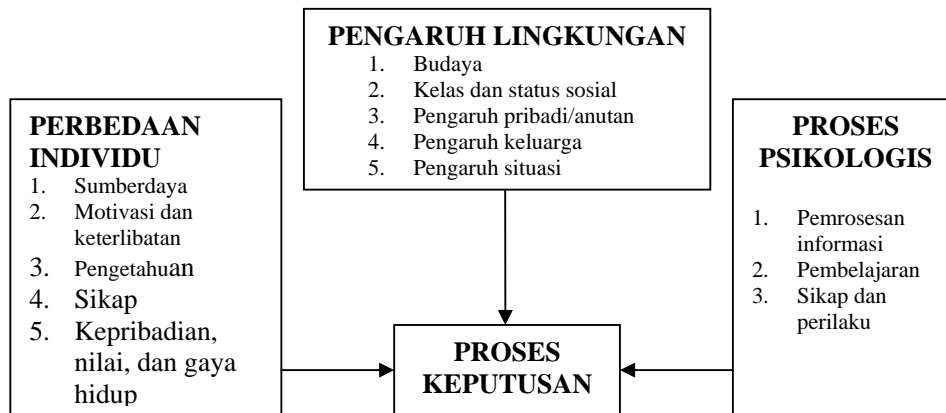 PENGARUH LINGKUNGAN
1. Budaya
2. Kelas dan status sosial
3. Pengaruh pribadi/anutan
4. Pengaruh keluarga
5. Pengaruh situasi
PERBEDAAN
INDIVIDU
1. Sumberdaya
2. Motivasi dan
keterlibatan
3. Pengetahuan
4. Sikap
5. Kepribadian,
nilai, dan gaya
hidup
PROSES
PSIKOLOGIS
1. Pemrosesan
informasi
2. Pembelajaran
3. Sikap dan
perilaku
PROSES
KEPUTUSAN